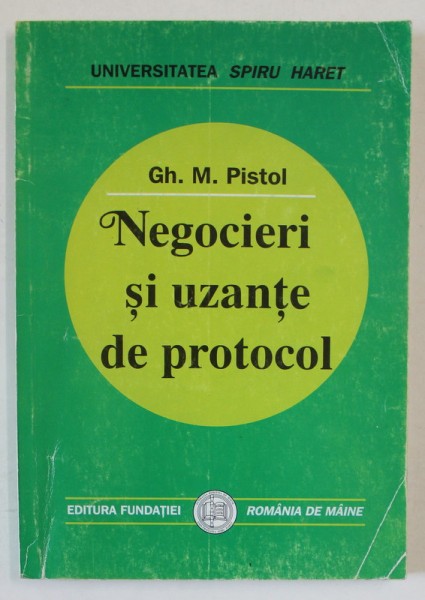 UNIVERSITATEA SPIRU HARET
Gh. M. Pistol
Negocieri
și uzanțe
de protocol
EDITURA FUNDAȚIEI ROMÂNIA DE MÂINE